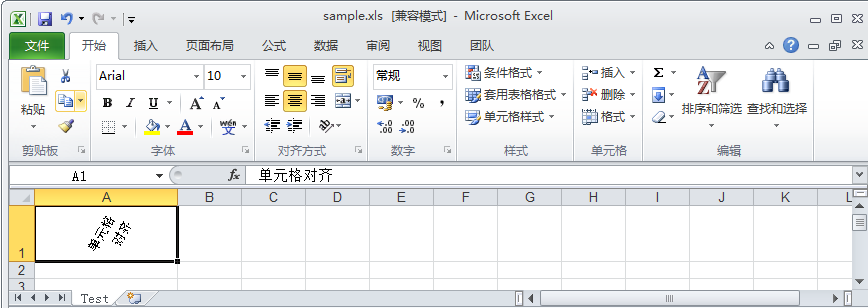 sample.xls [兼容模式] - Microsoft Excel
文件 开始 插入 页面布局 公式 数据 审阅 视图 团队
Arial 10 常规 条件格式 插入 Σ
粘贴 B I U A A % , 套用表格格式 删除 排序和筛选 查找和选择
A wén 文 .00 .0 单元格样式 格式
剪贴板 字体 对齐方式 数字 样式 单元格 编辑
A1 fx 单元格对齐
A B C D E F G H I J K L
1 单元格
对齐
2
3
Test